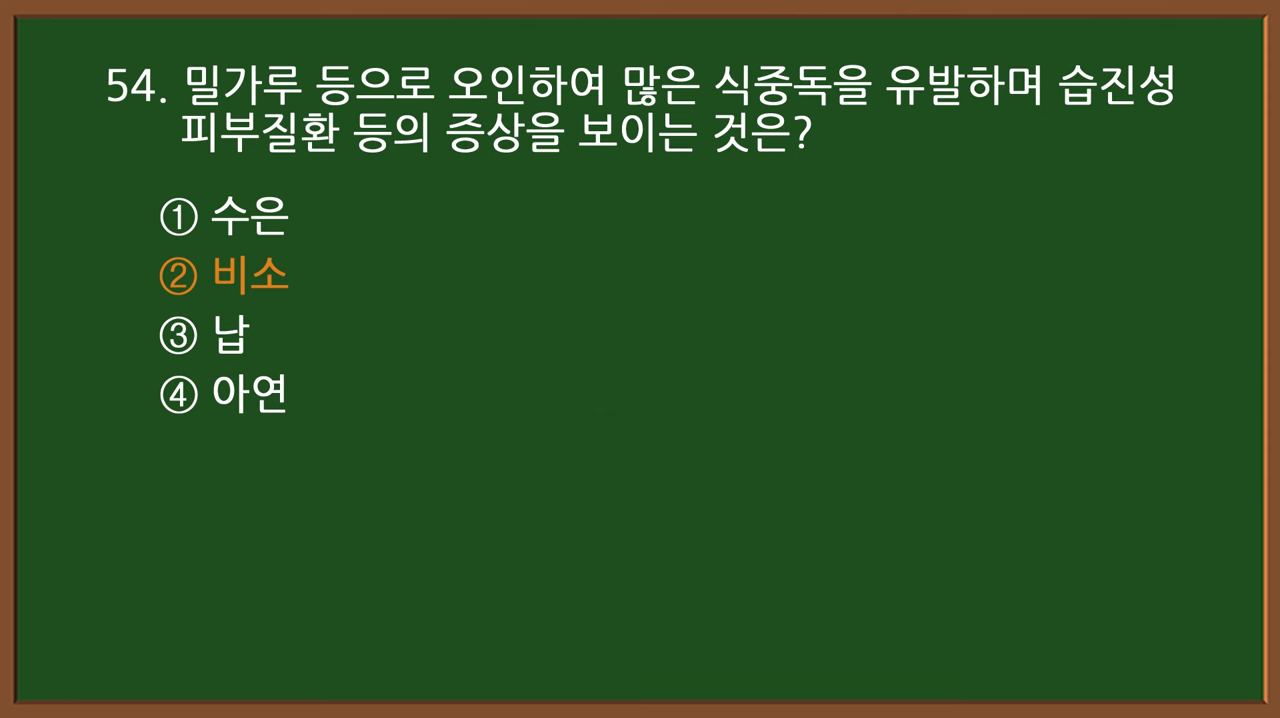 54. 밀가루 등으로 오인하여 많은 식중독을 유발하며 습진성
피부질환 등의 증상을 보이는 것은?
① 수은
② 비소
③ 납
④ 아연